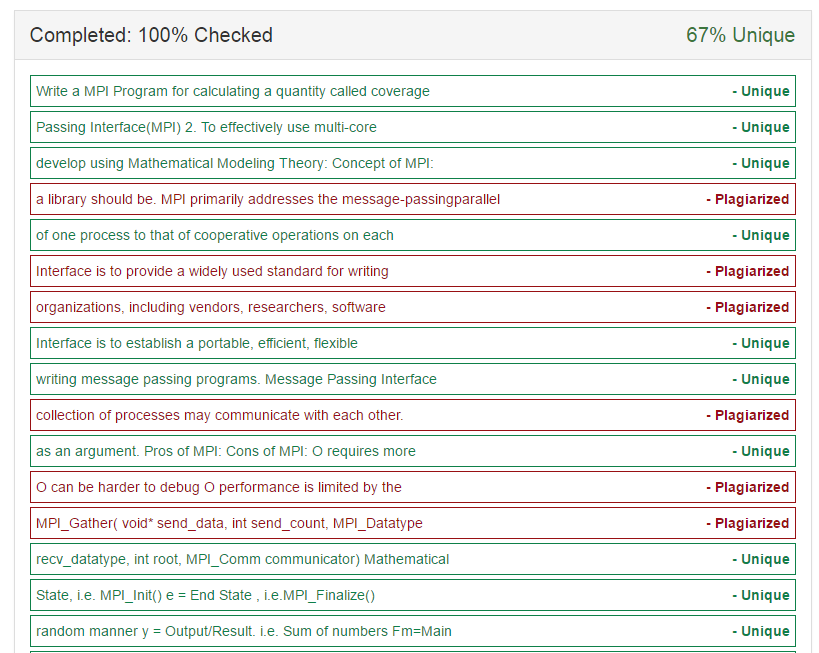 Completed: 100% Checked 67% Unique
Write a MPI Program for calculating a quantity called coverage - Unique
Passing Interface(MPI) 2. To effectively use multi-core - Unique
develop using Mathematical Modeling Theory: Concept of MPI: - Unique
a library should be. MPI primarily addresses the message-passingparallel - Plagiarized
of one process to that of cooperative operations on each - Unique
Interface is to provide a widely used standard for writing - Plagiarized
organizations, including vendors, researchers, software - Plagiarized
Interface is to establish a portable, efficient, flexible - Unique
writing message passing programs. Message Passing Interface - Unique
collection of processes may communicate with each other. - Plagiarized
as an argument. Pros of MPI: Cons of MPI: O requires more - Unique
O can be harder to debug O performance is limited by the - Plagiarized
MPI_Gather( void* send_data, int send_count, MPI_Datatype - Plagiarized
recv_datatype, int root, MPI_Comm communicator) Mathematical - Unique
State, i.e. MPI_Init() e = End State , i.e.MPI_Finalize() - Unique
random manner y = Output/Result. i.e. Sum of numbers Fm=Main - Unique